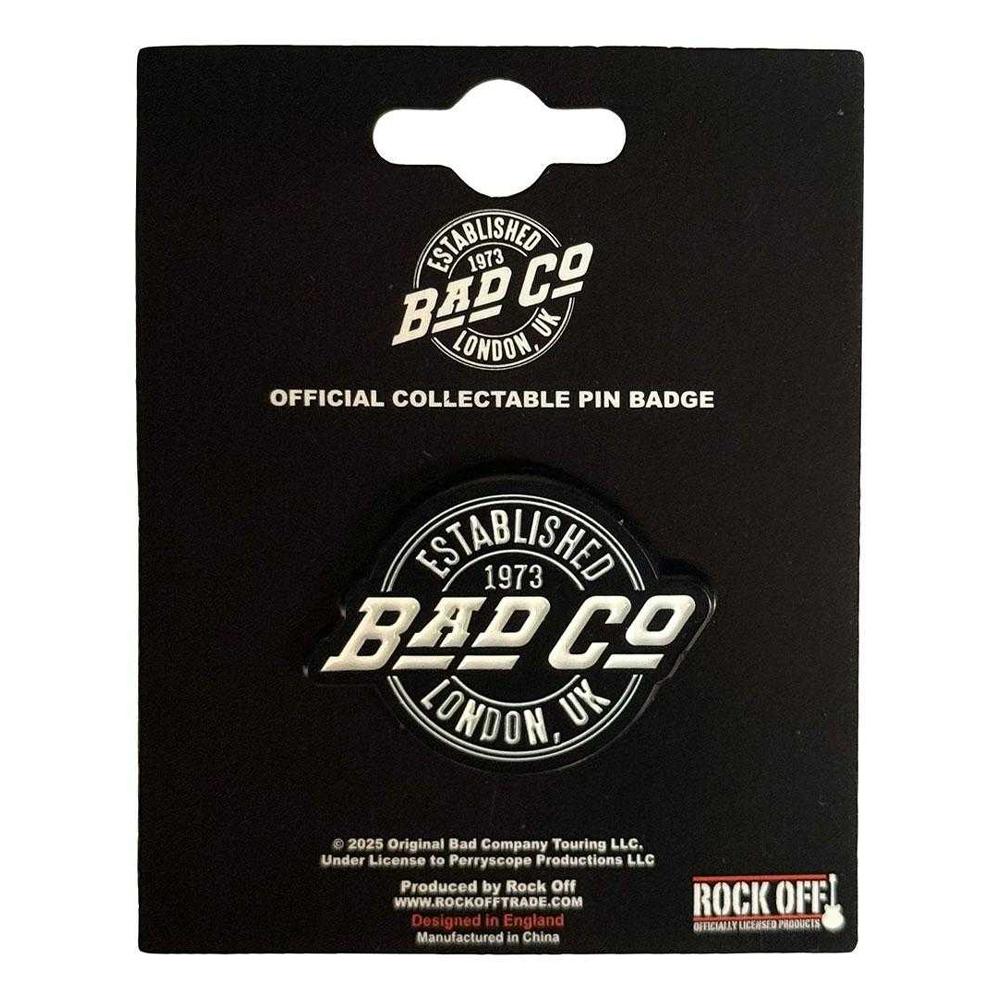 ESTABLISHED
1973
BAD CO
LONDON, UK
OFFICIAL COLLECTABLE PIN BADGE
ESTABLISHED
1973
BAD CO
LONDON, UK
© 2025 Original Bad Company Touring LLC.
Under License to Perryscope Productions LLC
Produced by Rock Off
WWW.ROCKOFFTRADE.COM
Designed in England
Manufactured in China
ROCK OFF
OFFICIALLY LICENSED PRODUCTS